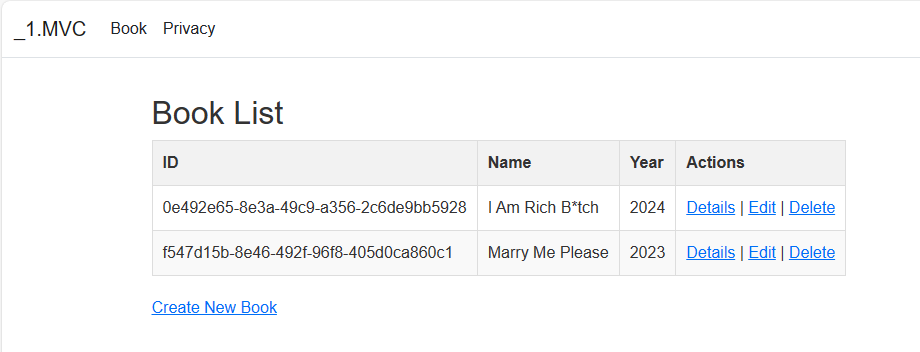 _1.MVC Book Privacy
Book List
ID Name Year Actions
0e492e65-8e3a-49c9-a356-2c6de9bb5928 I Am Rich B*tch 2024 Details | Edit | Delete
f547d15b-8e46-492f-96f8-405d0ca860c1 Marry Me Please 2023 Details | Edit | Delete
Create New Book